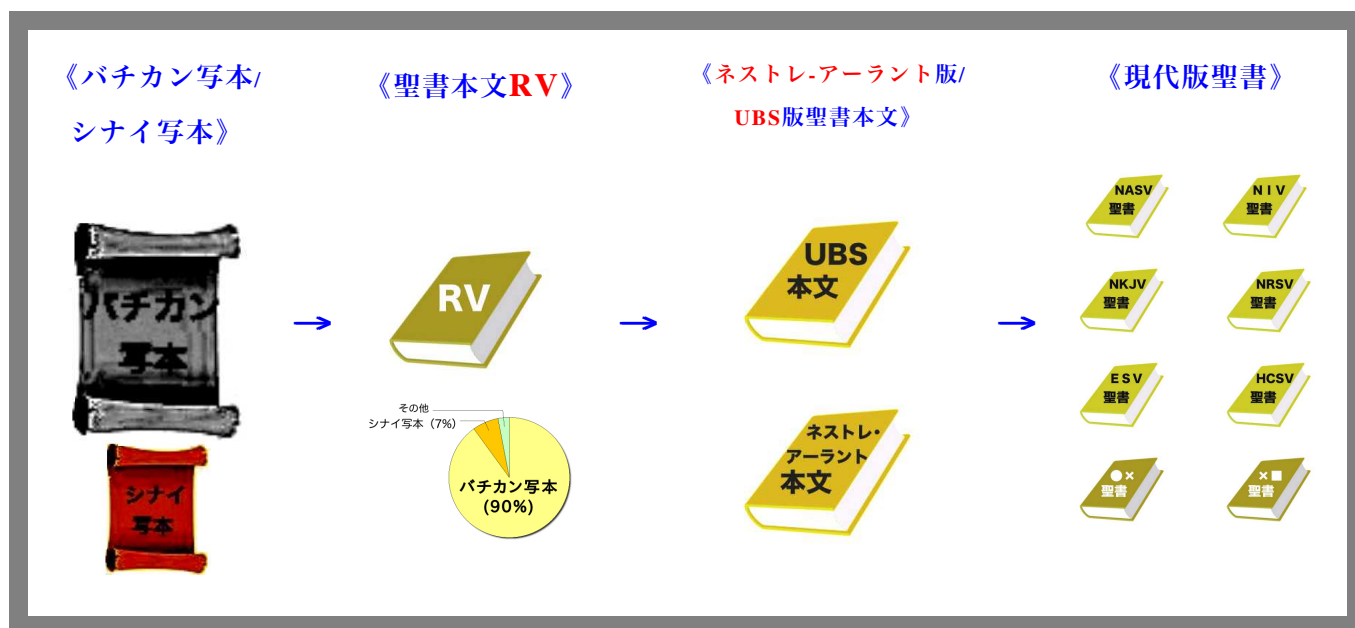 《バチカン写本/
シナイ写本》
《聖書本文RV》
《ネストレ-アーラント版/
UBS版聖書本文》
《現代版聖書》
バチカン
写本
シナイ
写本
→
RV
その他
シナイ写本（7%）
バチカン写本
(90%)
→
UBS
本文
ネストレ・
アーラント
本文
→
NASV
聖書
NIV
聖書
NKJV
聖書
NRSV
聖書
ESV
聖書
HCSV
聖書
●×
聖書
×■
聖書